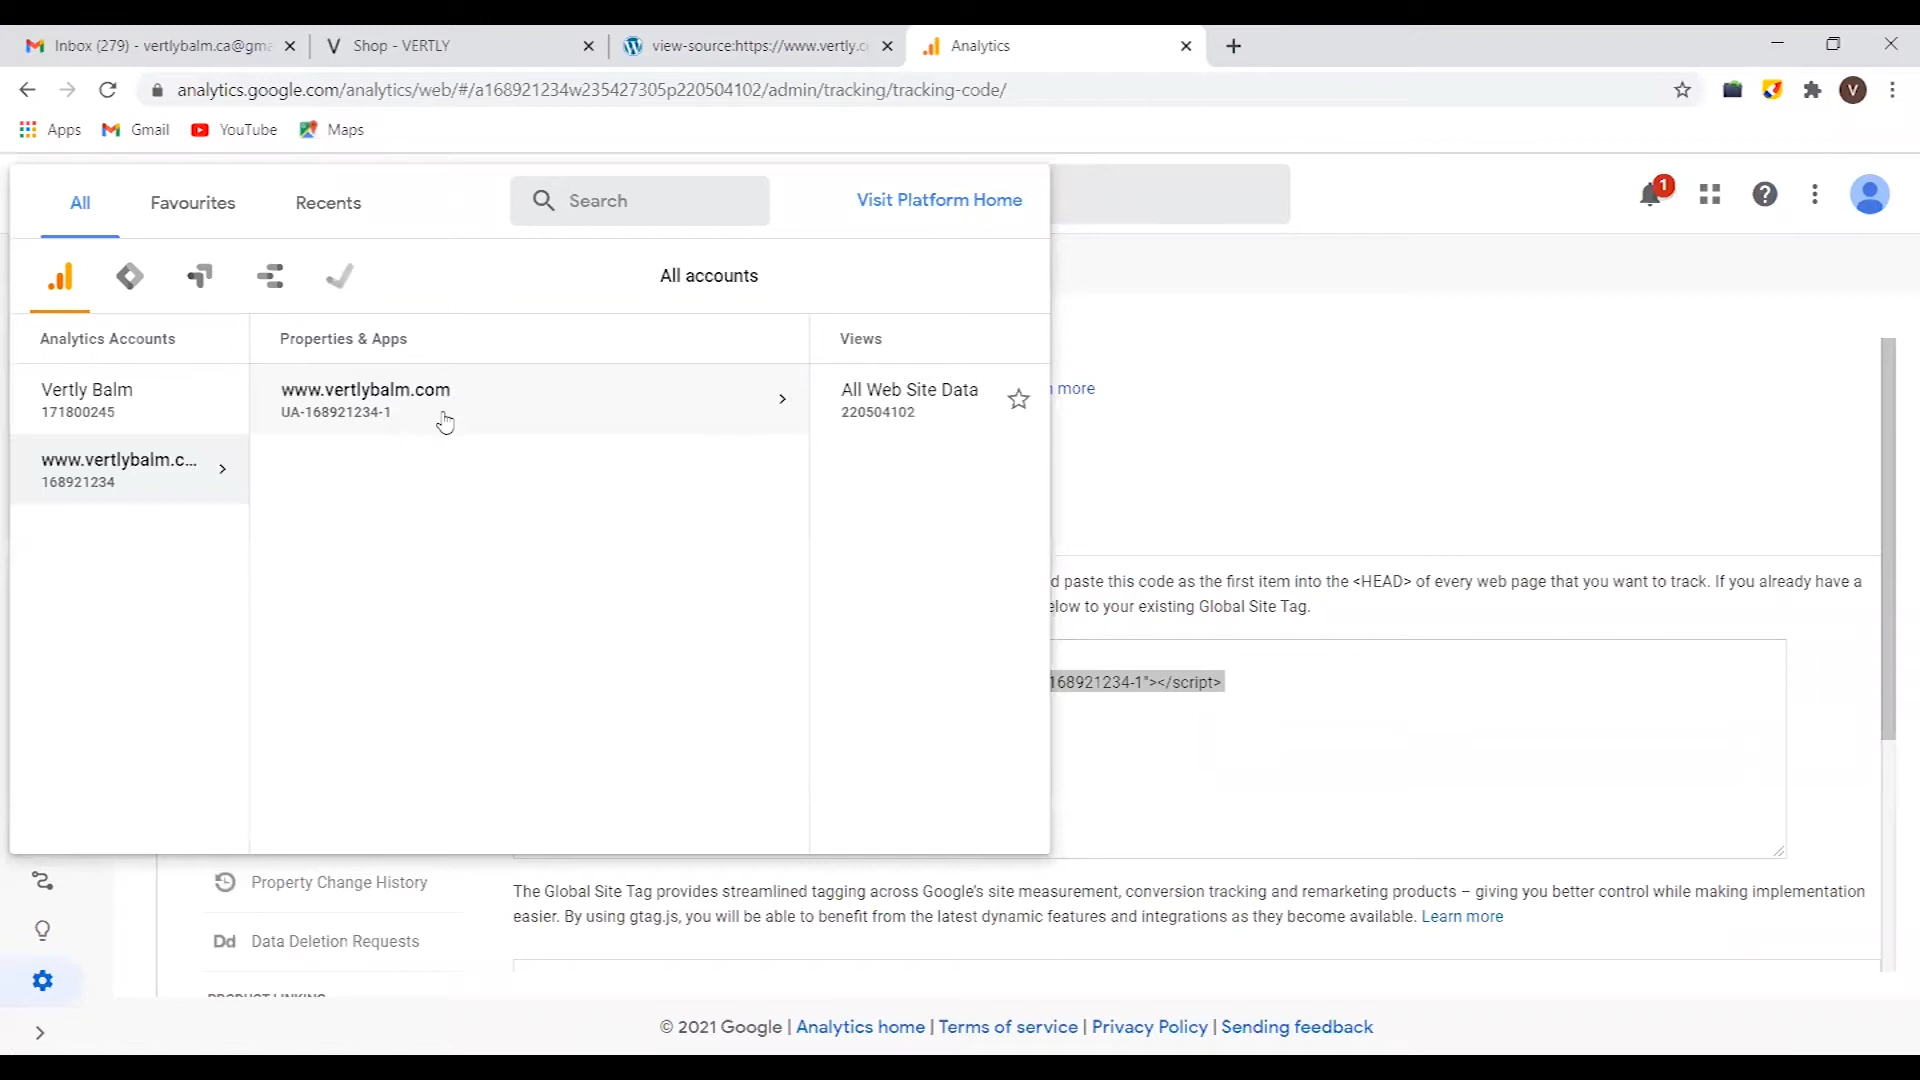 Inbox (279) - vertlybalm.ca@gma
Shop - VERTLY
view-source:https://www.vertly.c
Analytics
analytics.google.com/analytics/web/#/a168921234w235427305p220504102/admin/tracking/tracking-code/
V
Apps
Gmail
YouTube
Maps
All
Favourites
Recents
Search
Visit Platform Home
1
All accounts
Analytics Accounts
Properties & Apps
Views
Vertly Balm
171800245
www.vertlybalm.com
UA-168921234-1
All Web Site Data
220504102
more
www.vertlybalm.c...
168921234
d paste this code as the first item into the <HEAD> of every web page that you want to track. If you already have a
elow to your existing Global Site Tag.
168921234-1"></script>
Property Change History
Dd Data Deletion Requests
PRODUCT LINKING
The Global Site Tag provides streamlined tagging across Google's site measurement, conversion tracking and remarketing products – giving you better control while making implementation
easier. By using gtag.js, you will be able to benefit from the latest dynamic features and integrations as they become available. Learn more
© 2021 Google | Analytics home | Terms of service | Privacy Policy | Sending feedback